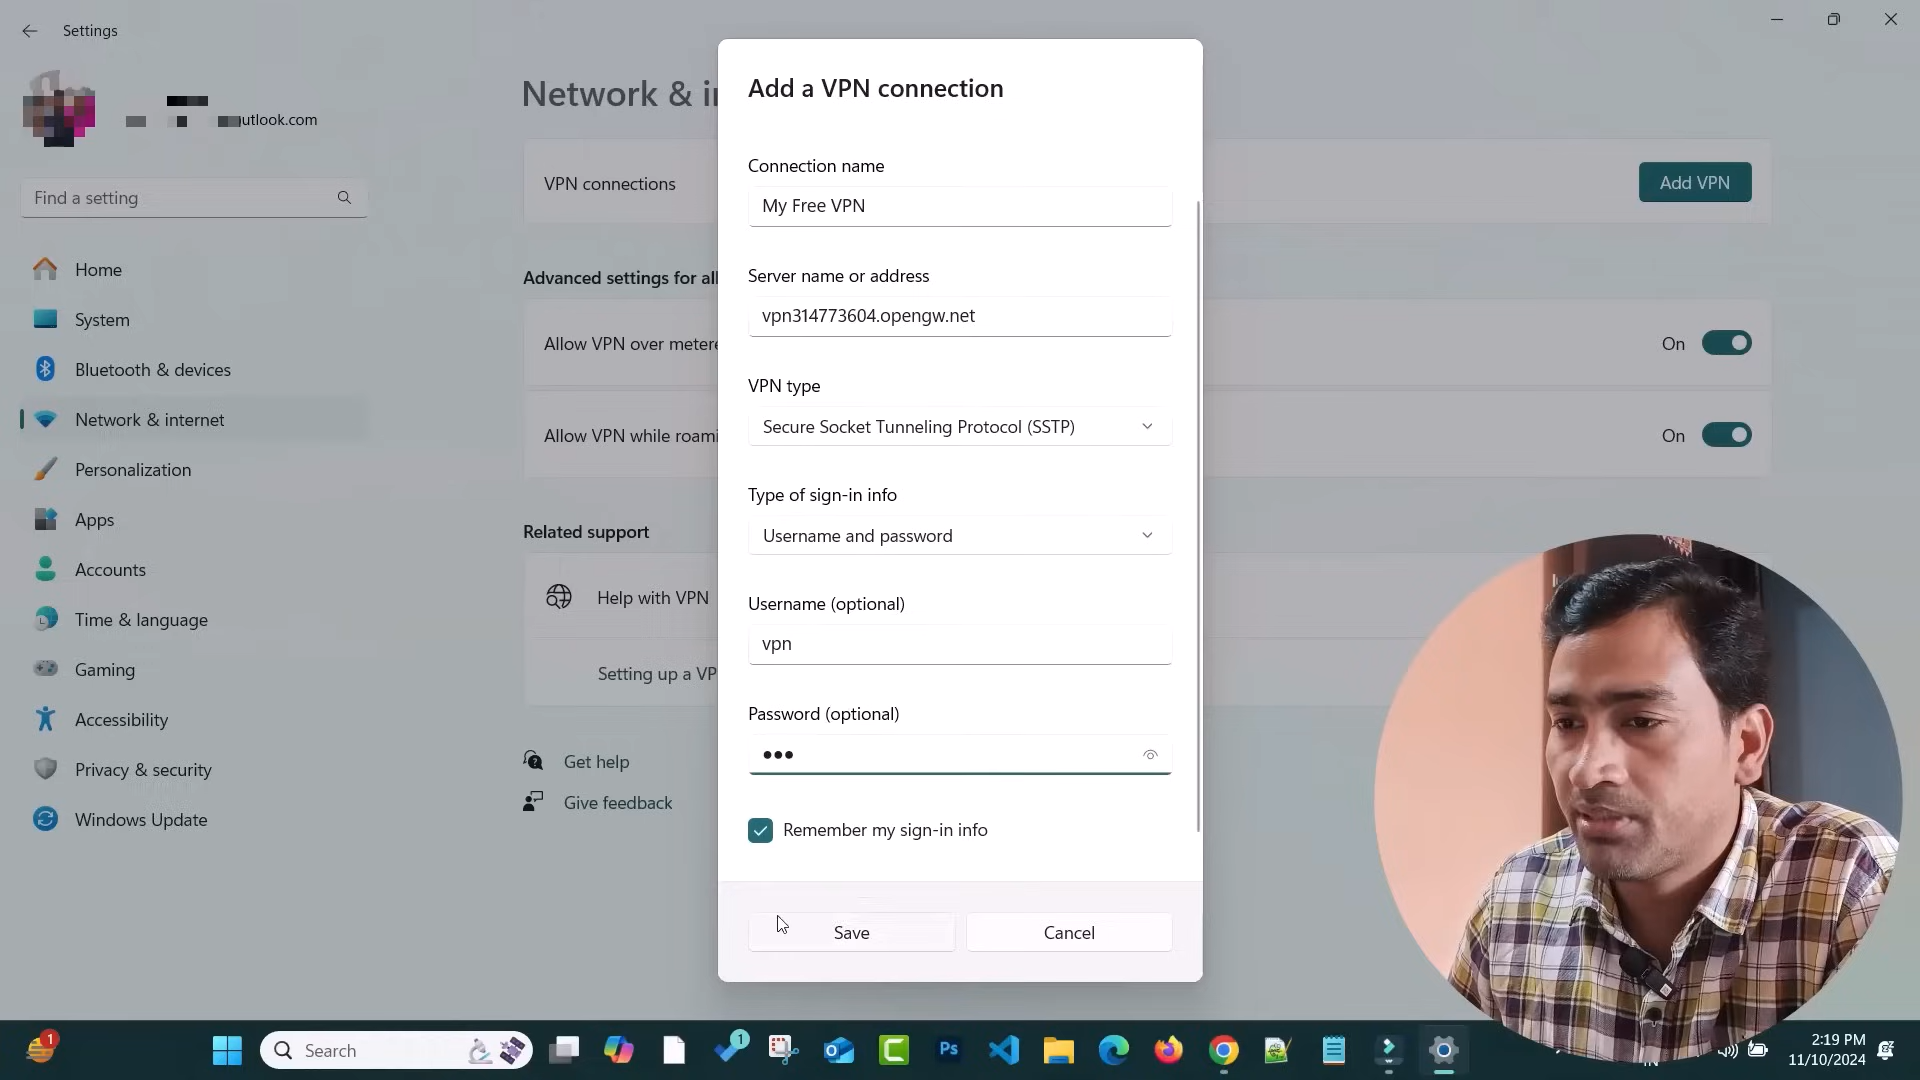 Settings
utlook.com
Find a setting
Home
System
Bluetooth & devices
Network & internet
Personalization
Apps
Accounts
Time & language
Gaming
Accessibility
Privacy & security
Windows Update
Network & i
VPN connections
Add VPN
Advanced settings for all
Allow VPN over metere
On
Allow VPN while roami
On
Related support
Help with VPN
Setting up a VP
Get help
Give feedback
Add a VPN connection
Connection name
My Free VPN
Server name or address
vpn314773604.opengw.net
VPN type
Secure Socket Tunneling Protocol (SSTP)
Type of sign-in info
Username and password
Username (optional)
vpn
Password (optional)
•••
Remember my sign-in info
Save
Cancel
1
Search
1
Ps
2:19 PM
11/10/2024